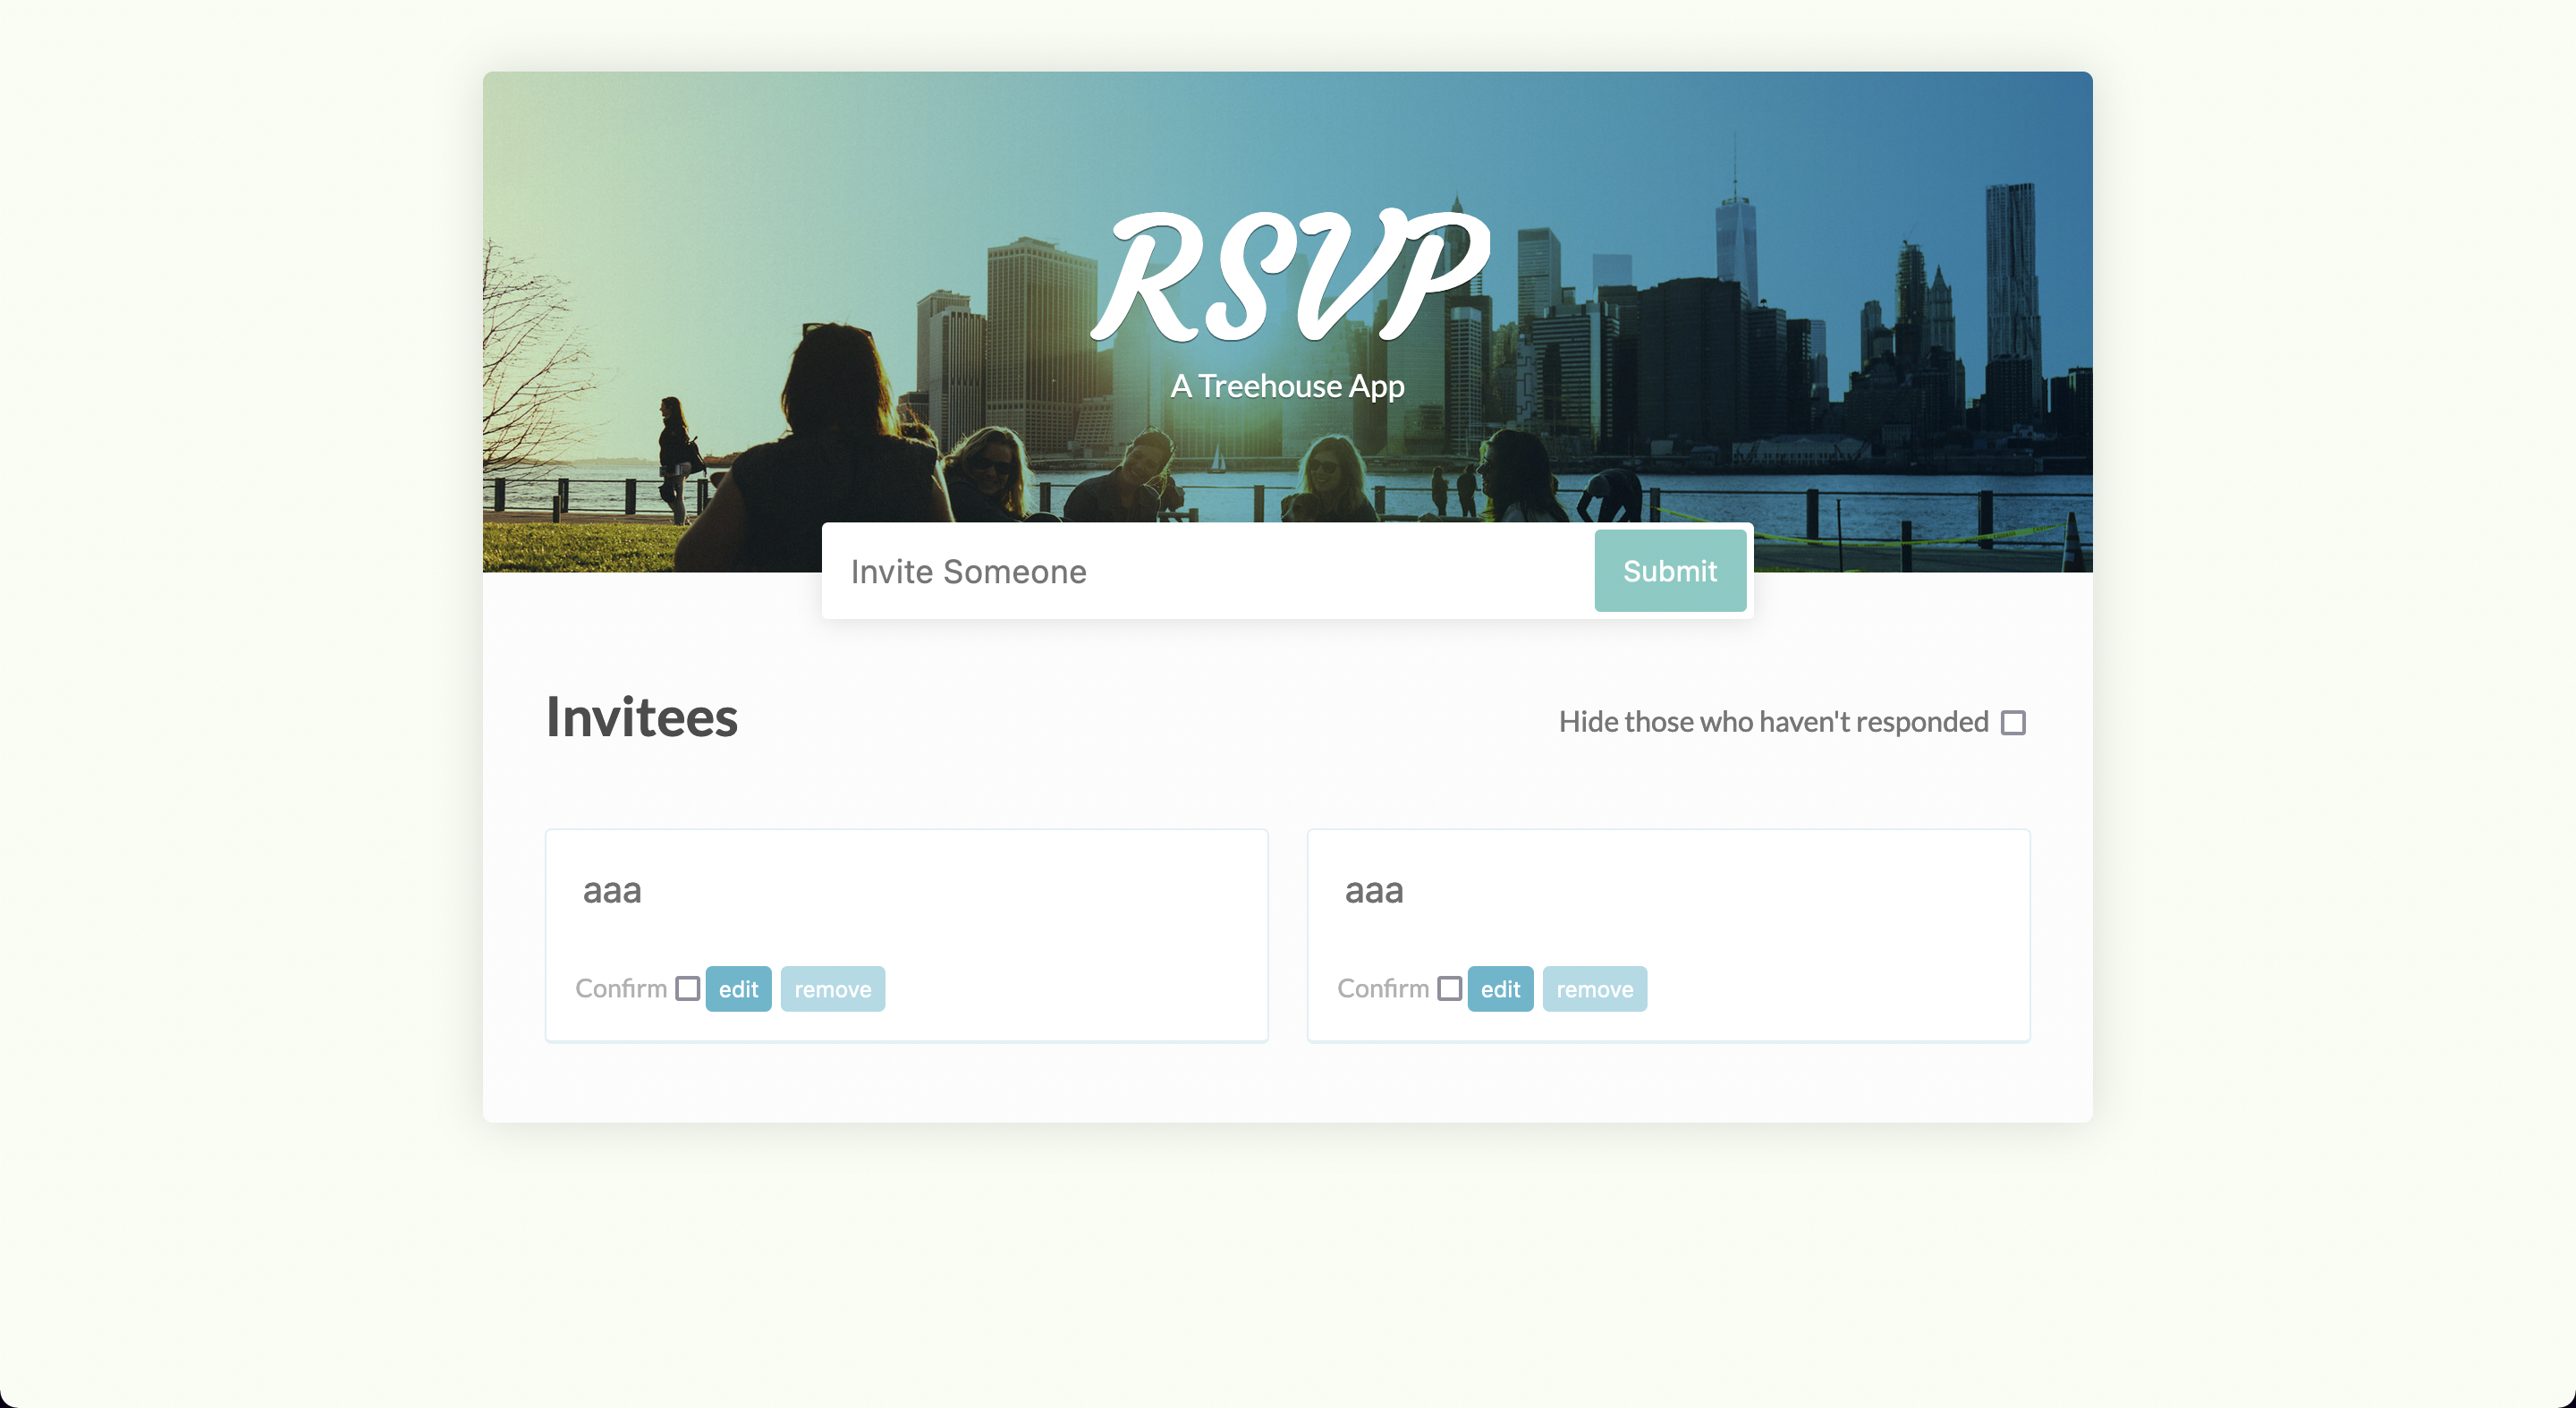 RSVP
A Treehouse App
Invite Someone
Submit
Invitees
Hide those who haven't responded
aaa
Confirm edit remove
aaa
Confirm edit remove